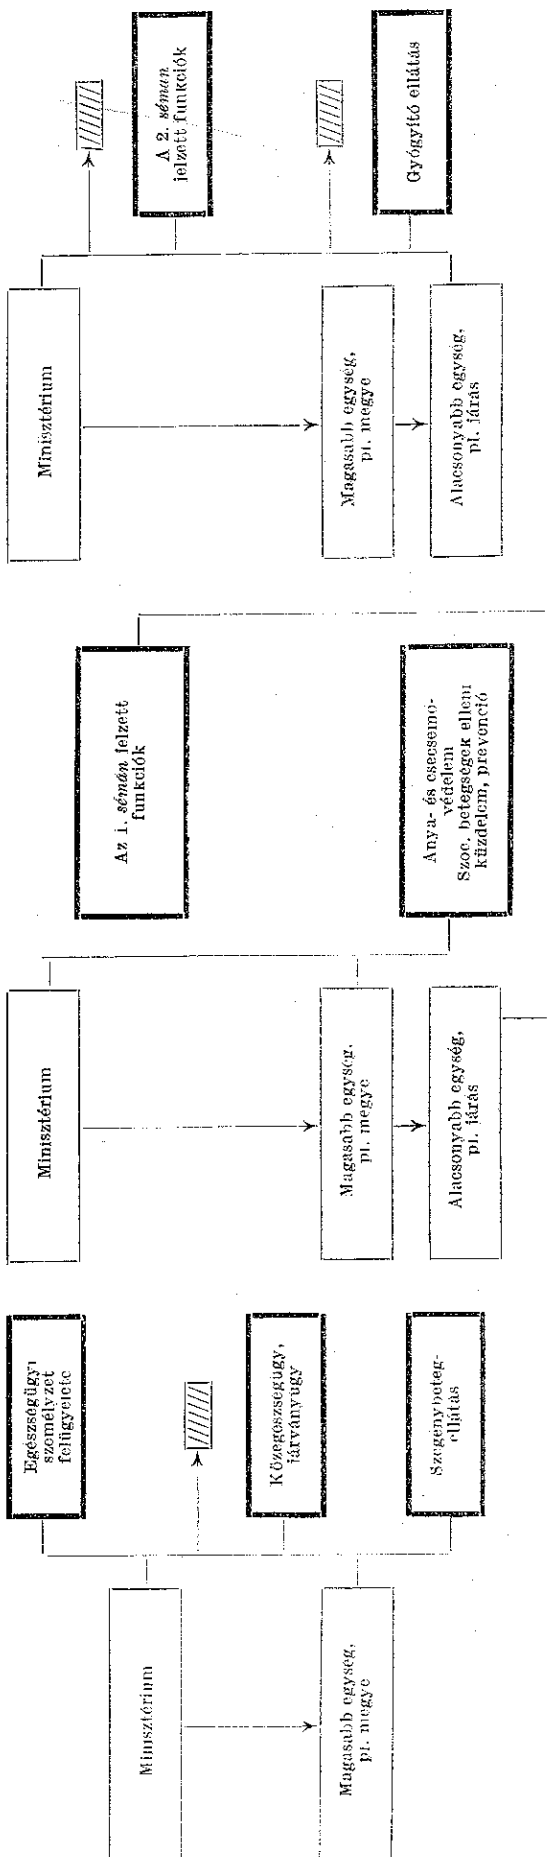 Minisztérium
Magasabb egység,
pl. megye
Egészségügyi
személyzet
felügyelete
Közegészségügy,
járványügy
Szegénybeteg-
ellátás
Minisztérium
Magasabb egység,
pl. megye
Alacsonyabb egység,
pl. járás
Az 1. sémán jelzett
funkciók
Anya- és csecsemő-
védelem
Szoc. betegségek elleni
küzdelem, prevenció
Minisztérium
Magasabb egység,
pl. megye
Alacsonyabb egység,
pl. járás
A 2. sémán
jelzett funkciók
Gyógyító ellátás